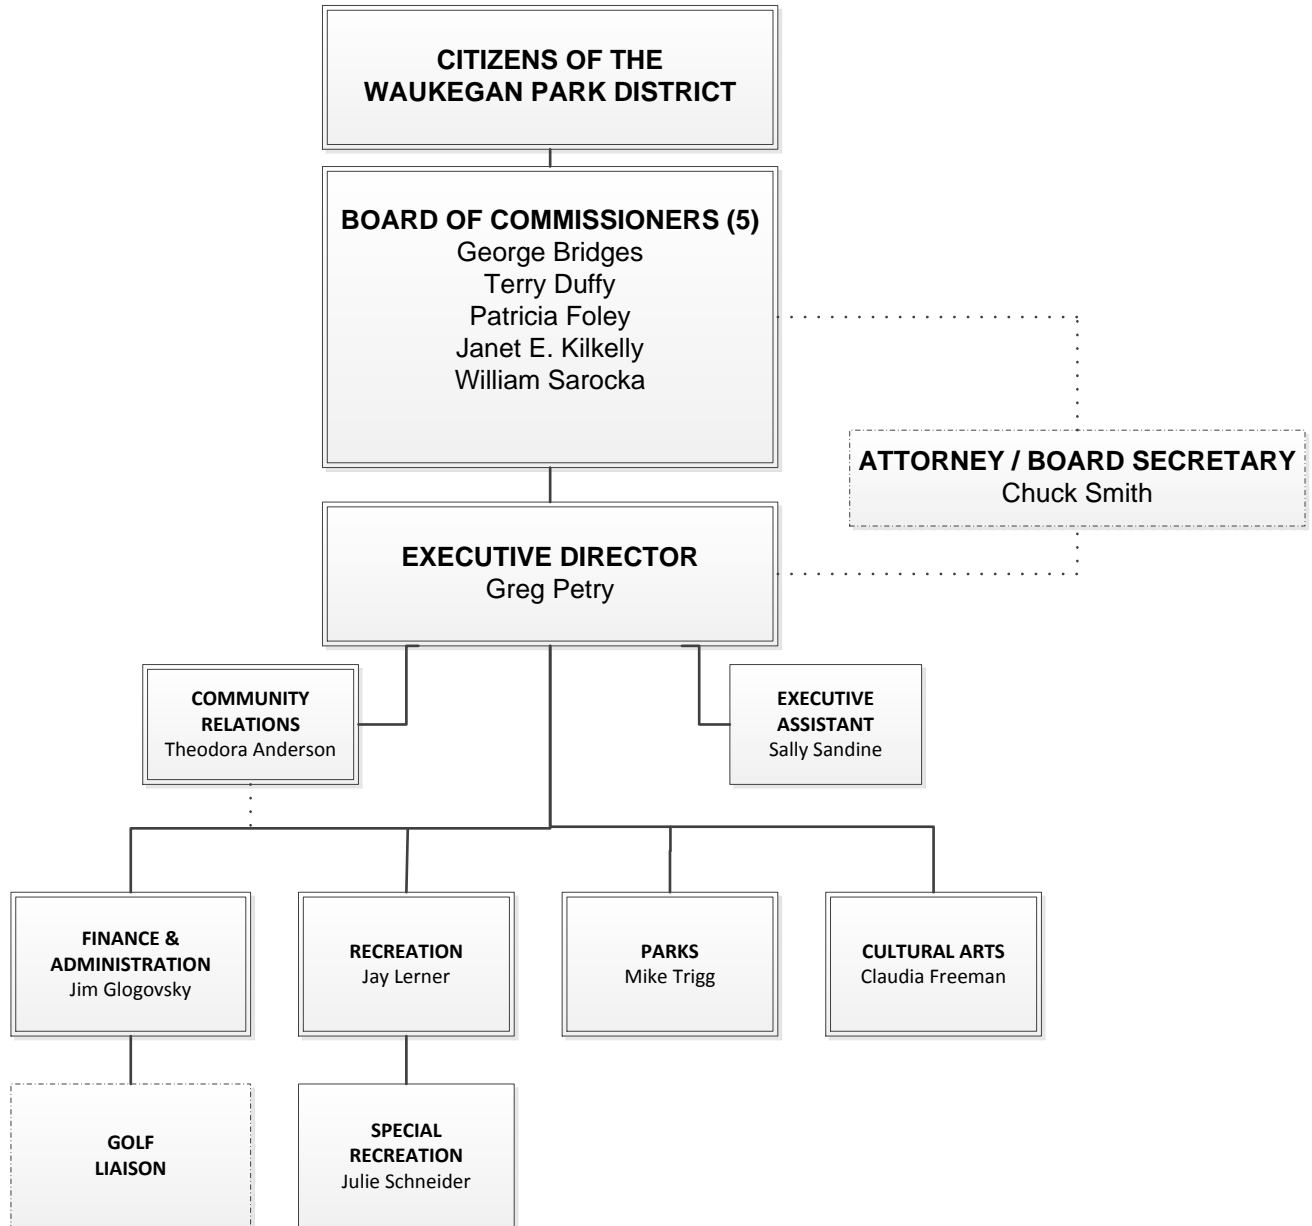 CITIZENS OF THE
WAUKEGAN PARK DISTRICT
BOARD OF COMMISSIONERS (5)
George Bridges
Terry Duffy
Patricia Foley
Janet E. Kilkelly
William Sarocka
ATTORNEY / BOARD SECRETARY
Chuck Smith
EXECUTIVE DIRECTOR
Greg Petry
COMMUNITY
RELATIONS
Theodora Anderson
EXECUTIVE
ASSISTANT
Sally Sandine
FINANCE &
ADMINISTRATION
Jim Glogovsky
RECREATION
Jay Lerner
PARKS
Mike Trigg
CULTURAL ARTS
Claudia Freeman
GOLF
LIAISON
SPECIAL
RECREATION
Julie Schneider